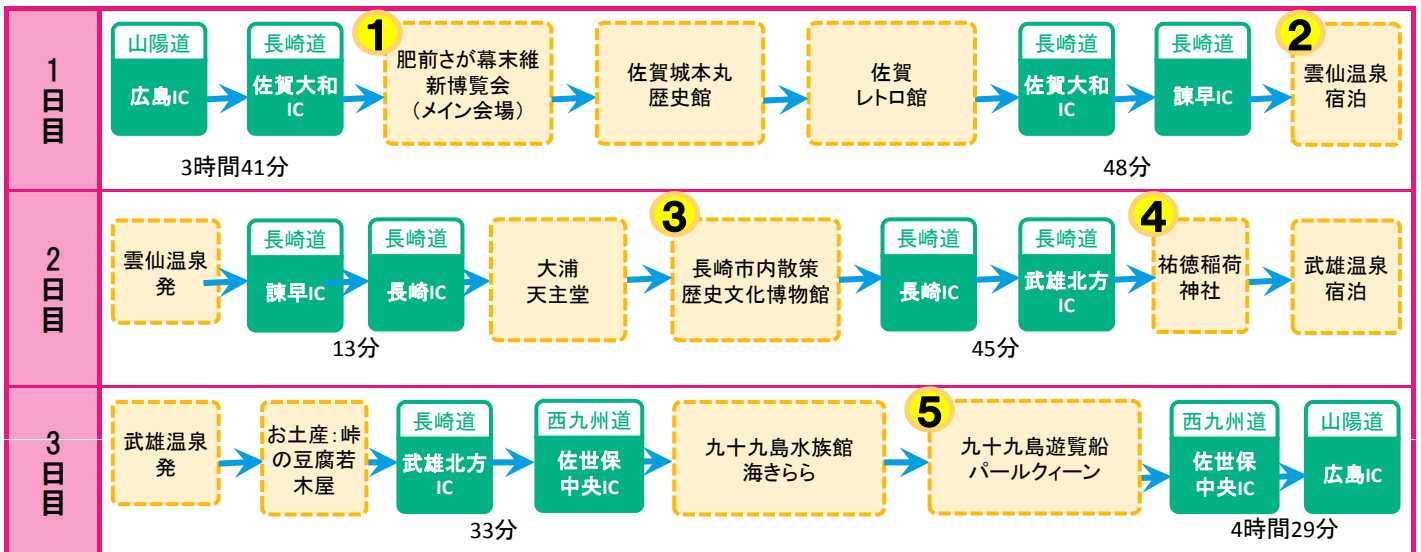 1日目
山陽道
広島IC
長崎道
佐賀大和
IC
3時間41分
1
肥前さが幕末維
新博覧会
（メイン会場）
佐賀城本丸
歴史館
佐賀
レトロ館
長崎道
佐賀大和
IC
長崎道
諫早IC
48分
2
雲仙温泉
宿泊
2日目
雲仙温泉
発
長崎道
諫早IC
長崎道
長崎IC
13分
大浦
天主堂
3
長崎市内散策
歴史文化博物館
長崎道
長崎IC
長崎道
武雄北方
IC
45分
4
祐徳稲荷
神社
武雄温泉
宿泊
3日目
武雄温泉
発
お土産：峠
の豆腐若
木屋
長崎道
武雄北方
IC
西九州道
佐世保
中央IC
33分
九十九島水族館
海きらら
5
九十九島遊覧船
パールクィーン
西九州道
佐世保
中央IC
山陽道
広島IC
4時間29分